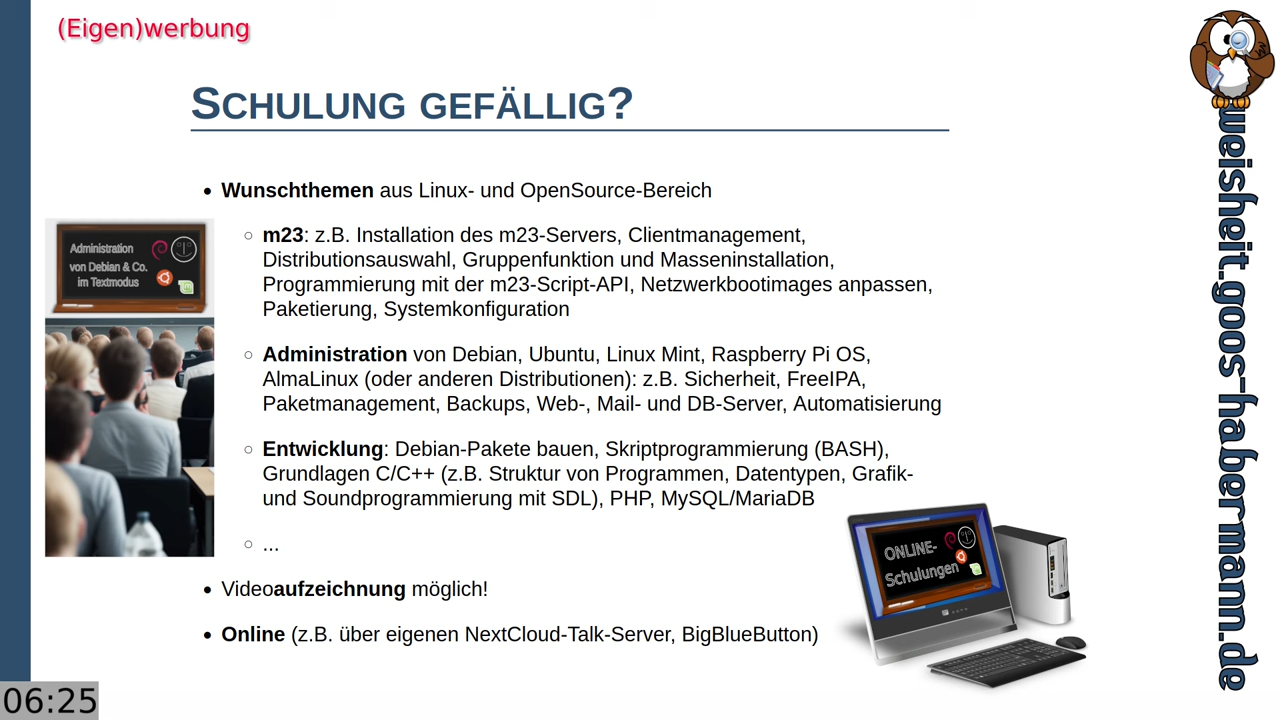 (Eigen)werbung
SCHULUNG GEFÄLLIG?
• Wunschthemen aus Linux- und OpenSource-Bereich
○ m23: z.B. Installation des m23-Servers, Clientmanagement,
Distributionsauswahl, Gruppenfunktion und Masseninstallation,
Programmierung mit der m23-Script-API, Netzwerkbootimages anpassen,
Paketierung, Systemkonfiguration
○ Administration von Debian, Ubuntu, Linux Mint, Raspberry Pi OS,
AlmaLinux (oder anderen Distributionen): z.B. Sicherheit, FreeIPA,
Paketmanagement, Backups, Web-, Mail- und DB-Server, Automatisierung
○ Entwicklung: Debian-Pakete bauen, Skriptprogrammierung (BASH),
Grundlagen C/C++ (z.B. Struktur von Programmen, Datentypen, Grafik-
und Soundprogrammierung mit SDL), PHP, MySQL/MariaDB
○ ...
• Videoaufzeichnung möglich!
• Online (z.B. über eigenen NextCloud-Talk-Server, BigBlueButton)
Administration
von Debian & Co.
im Textmodus
ONLINE-
Schulungen
weisheit.goos-habermann.de
06:25